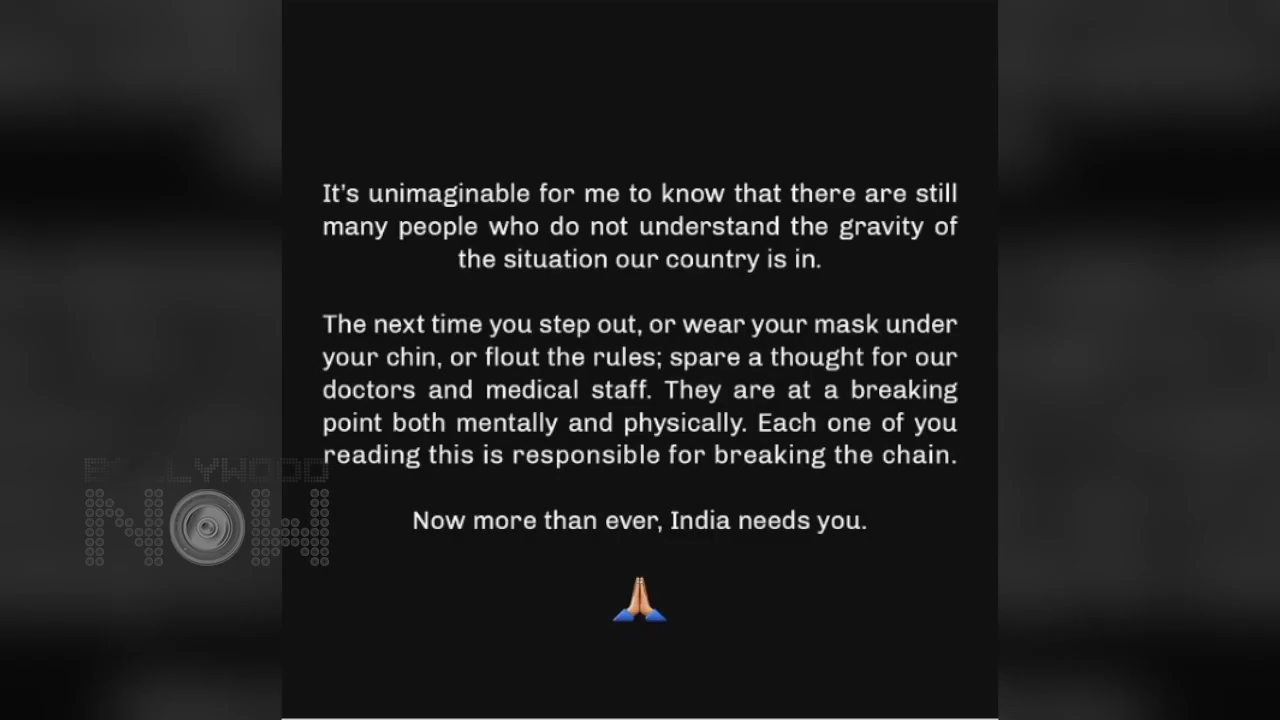 It's unimaginable for me to know that there are still
many people who do not understand the gravity of
the situation our country is in.
The next time you step out, or wear your mask under
your chin, or flout the rules; spare a thought for our
doctors and medical staff. They are at a breaking
point both mentally and physically. Each one of you
reading this is responsible for breaking the chain.
Now more than ever, India needs you.
BOLLYWOOD
NOW